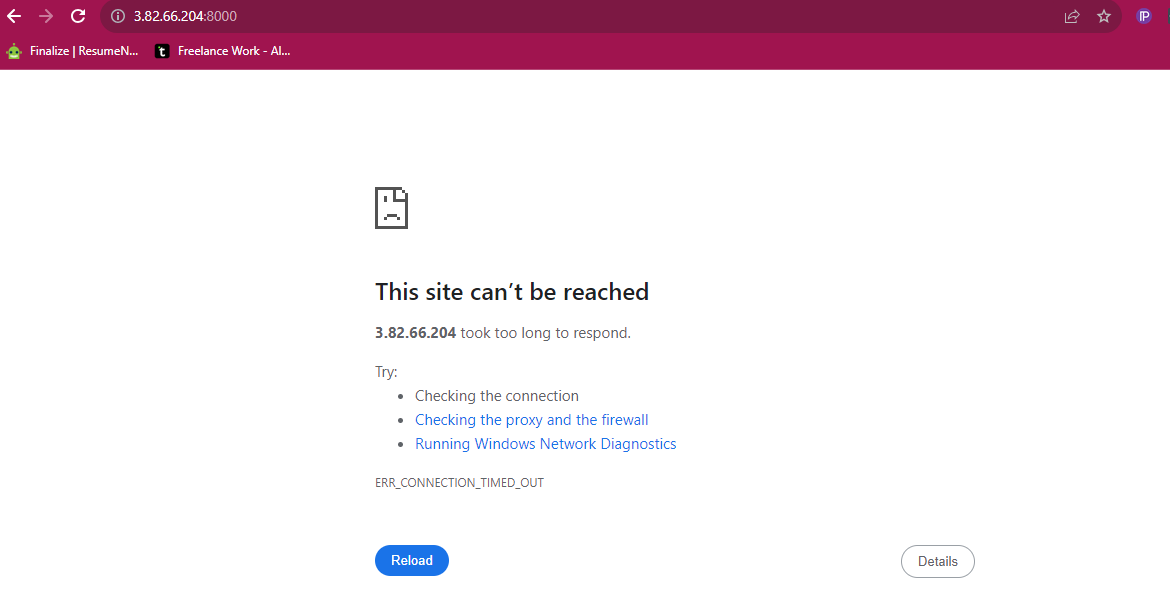 3.82.66.204:8000
Finalize | ResumeN... Freelance Work - AI...
This site can’t be reached
3.82.66.204 took too long to respond.
Try:
Checking the connection
Checking the proxy and the firewall
Running Windows Network Diagnostics
ERR_CONNECTION_TIMED_OUT
Reload Details